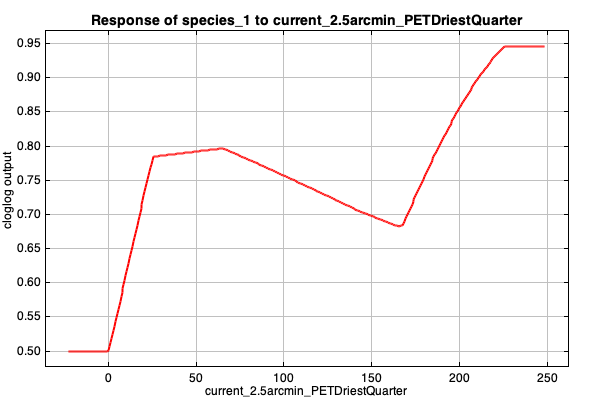 Response of species_1 to current_2.5arcmin_PETDriestQuarter
cloglog output
0.95
0.90
0.85
0.80
0.75
0.70
0.65
0.60
0.55
0.50
0 50 100 150 200 250
current_2.5arcmin_PETDriestQuarter